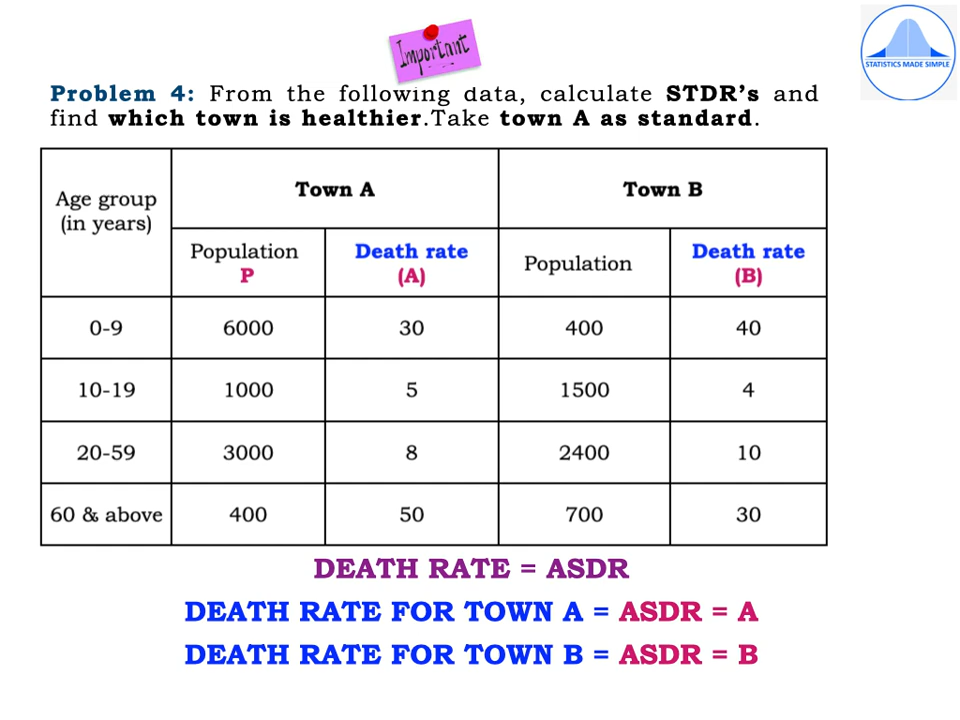 Important
STATISTICS MADE SIMPLE
Problem 4: From the following data, calculate STDR's and
find which town is healthier.Take town A as standard.
Age group
(in years)
Town A
Town B
Population
P
Death rate
(A)
Population
Death rate
(B)
0-9 6000 30 400 40
10-19 1000 5 1500 4
20-59 3000 8 2400 10
60 & above 400 50 700 30
DEATH RATE = ASDR
DEATH RATE FOR TOWN A = ASDR = A
DEATH RATE FOR TOWN B = ASDR = B